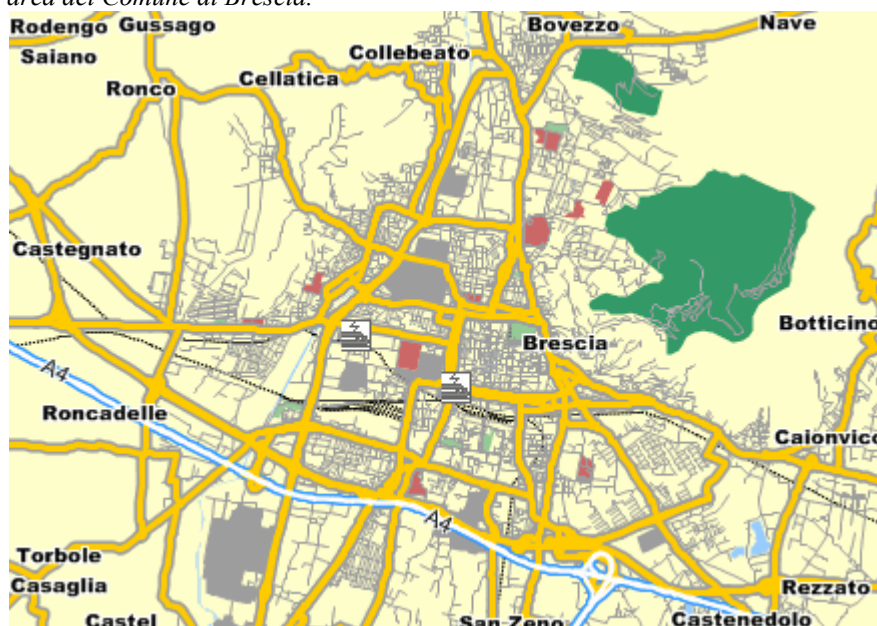 area del Comune di Brescia.
Rodengo Gussago Bovezzo Nave
Saiano
Collebeato
Cellatica
Ronco
Castegnato
Botticino
Brescia
A4
Roncadelle
Caionvico
A4
Torbole
Casaglia
Rezzato
Castel San Zeno Castenedolo